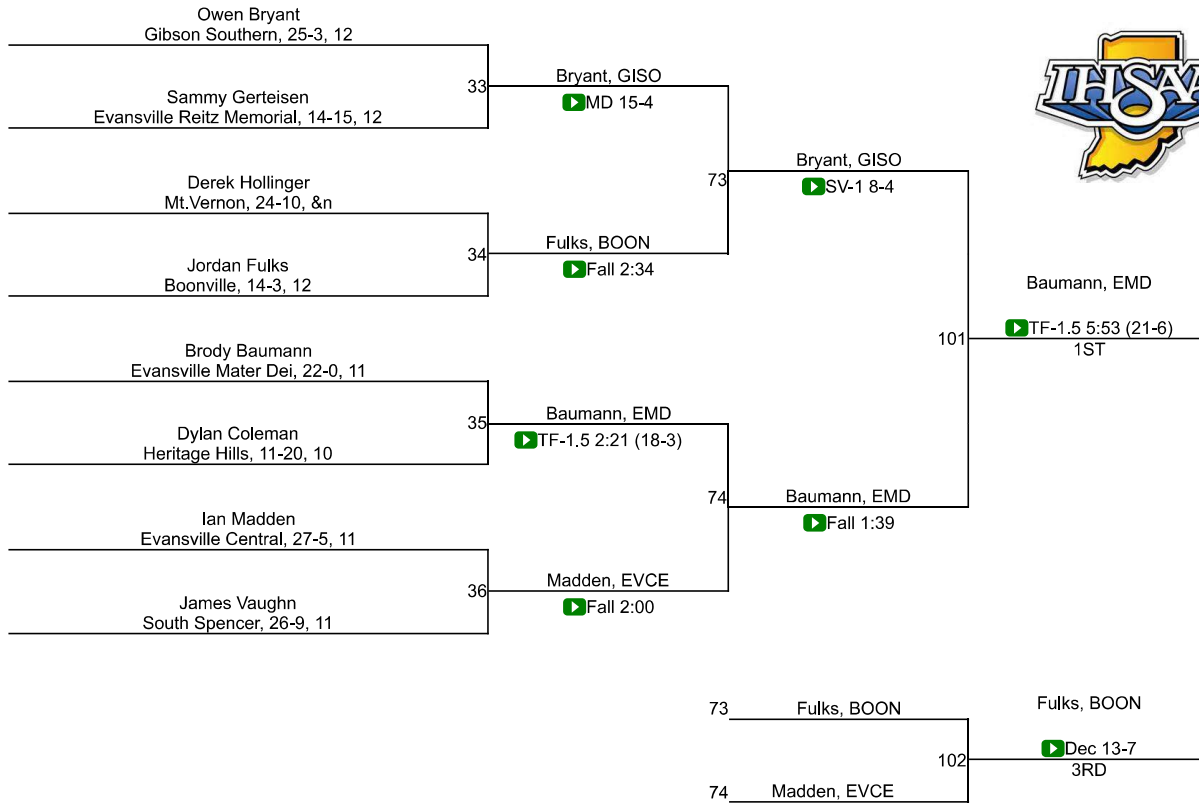 Owen Bryant
Gibson Southern, 25-3, 12
33
Sammy Gerteisen
Evansville Reitz Memorial, 14-15, 12
Bryant, GISO
MD 15-4
Derek Hollinger
Mt.Vernon, 24-10, &n
34
Jordan Fulks
Boonville, 14-3, 12
Fulks, BOON
Fall 2:34
73
Bryant, GISO
SV-1 8-4
Brody Baumann
Evansville Mater Dei, 22-0, 11
35
Dylan Coleman
Heritage Hills, 11-20, 10
Baumann, EMD
TF-1.5 2:21 (18-3)
Ian Madden
Evansville Central, 27-5, 11
36
James Vaughn
South Spencer, 26-9, 11
Madden, EVCE
Fall 2:00
74
Baumann, EMD
Fall 1:39
101
Baumann, EMD
TF-1.5 5:53 (21-6)
1ST
IHSAA
73 Fulks, BOON
102
74 Madden, EVCE
Fulks, BOON
Dec 13-7
3RD